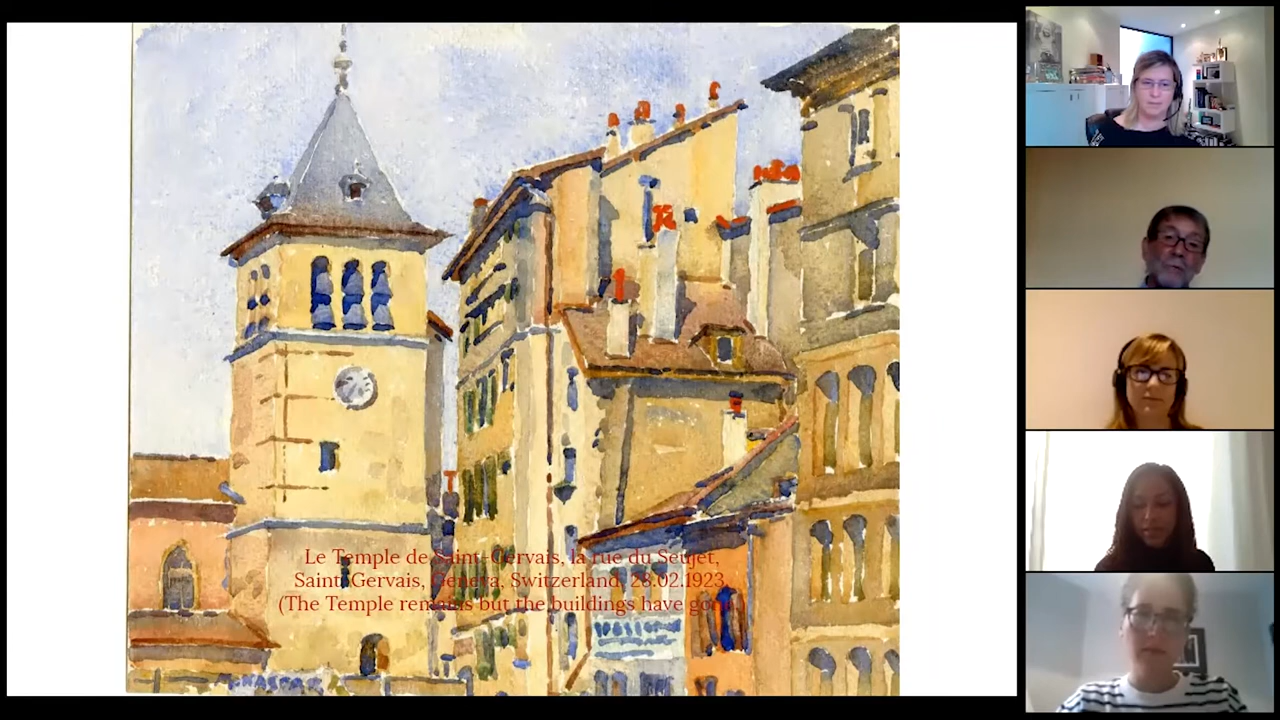 Le Temple de Saint-Gervais, la rue du Seujet,
Saint-Gervais, Geneva, Switzerland, 28.02.1923.
(The Temple remains but the buildings have gone.)